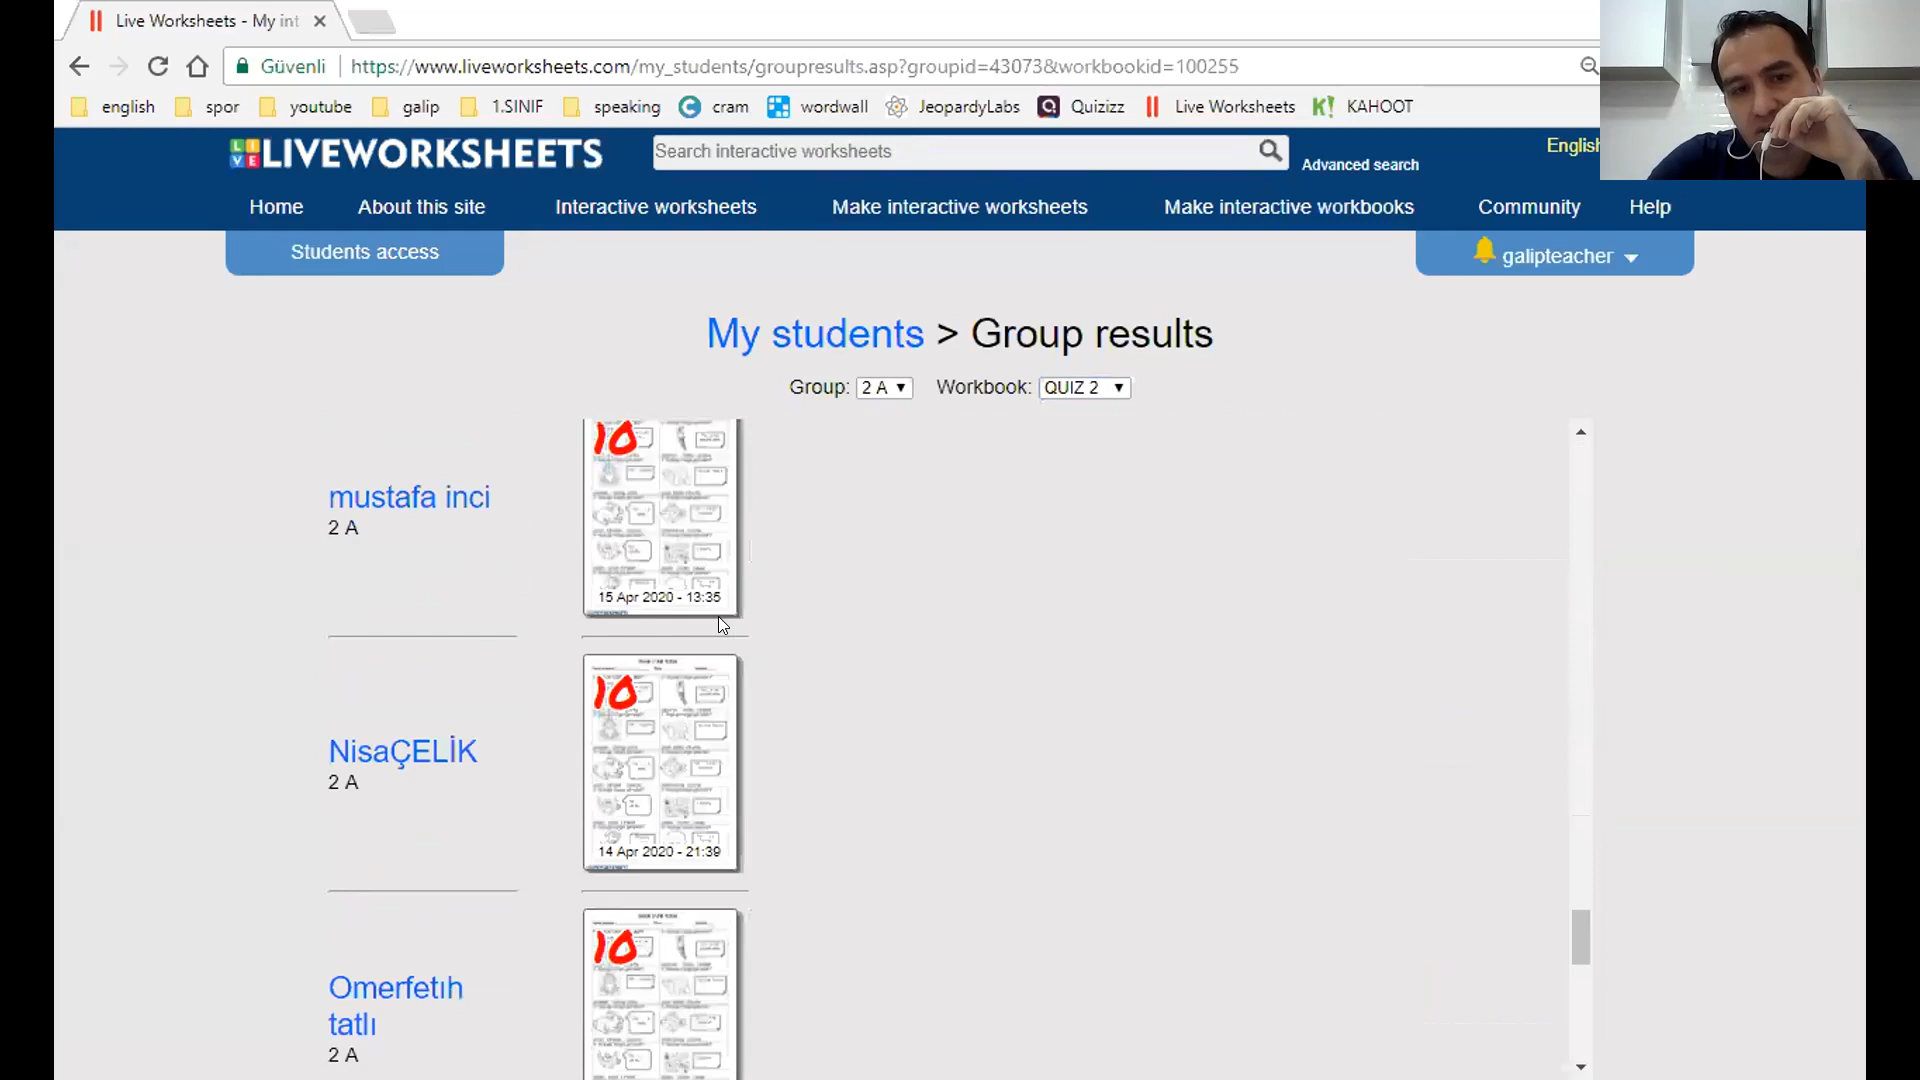 Live Worksheets - My int
Güvenli
https://www.liveworksheets.com/my_students/groupresults.asp?groupid=43073&workbookid=100255
english spor youtube galip 1.SINIF speaking cram wordwall JeopardyLabs Quizizz Live Worksheets KAHOOT
LIVE LIVEWORKSHEETS
Search interactive worksheets
Advanced search
English
Home About this site Interactive worksheets Make interactive worksheets Make interactive workbooks Community Help
Students access
galipteacher
My students > Group results
Group: 2 A Workbook: QUIZ 2
10
mustafa inci
2 A
15 Apr 2020 - 13:35
10
NisaÇELİK
2 A
14 Apr 2020 - 21:39
10
Omerfetıh
tatlı
2 A